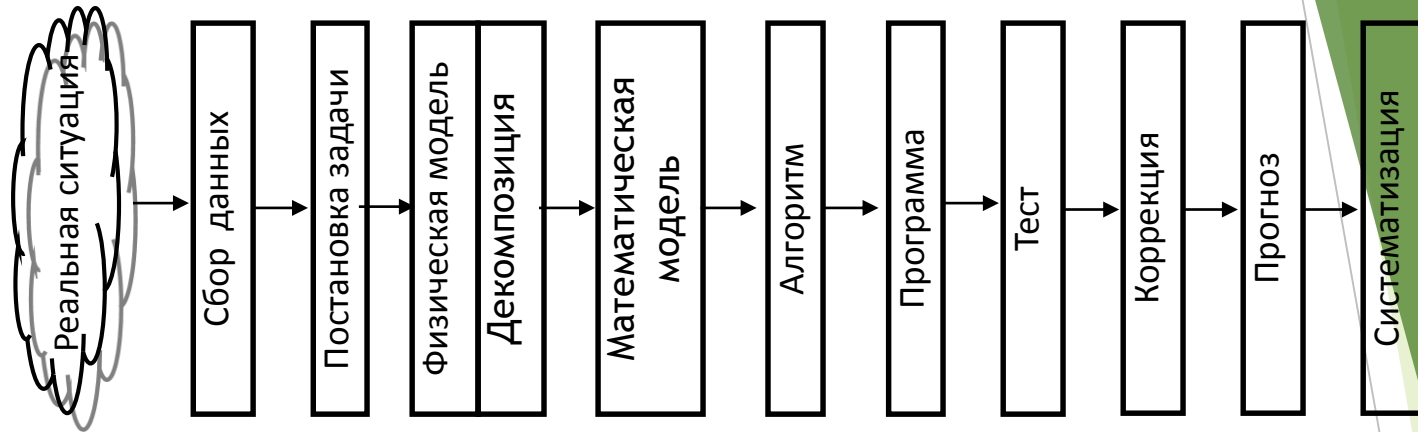 Реальная ситуация
Сбор данных
Постановка задачи
Физическая модель
Декомпозиция
Математическая
модель
Алгоритм
Программа
Тест
Коррекция
Прогноз
Систематизация